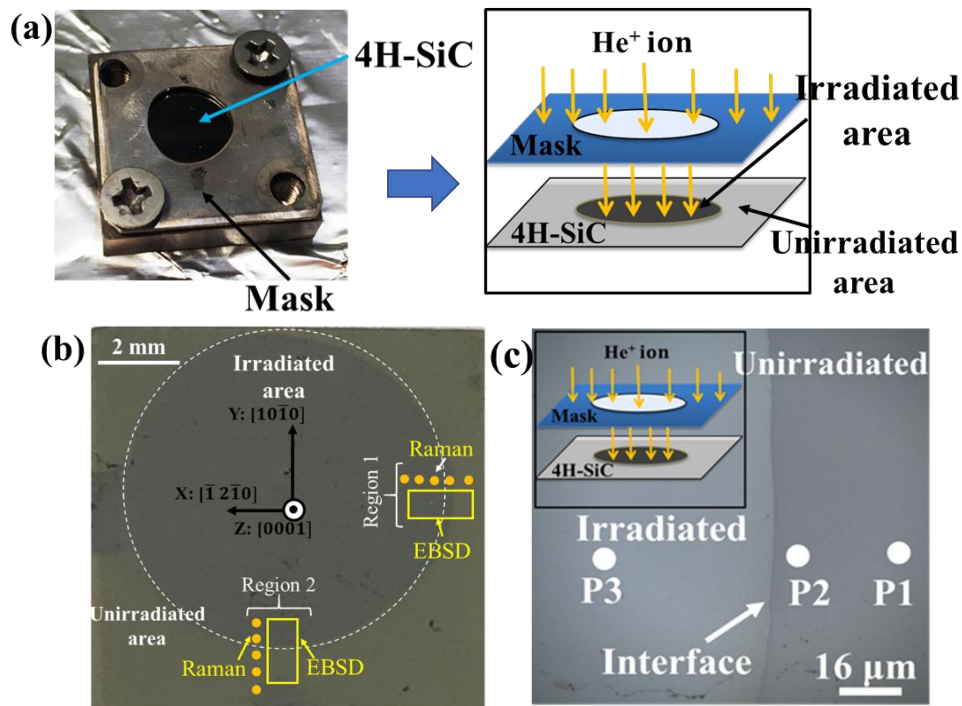 (a)
4H-SiC
Mask
He⁺ ion
Irradiated
area
Mask
4H-SiC
Unirradiated
area
(b)
2 mm
Irradiated
area
Y: [101̄0]
X: [1̄ 21̄0]
Z: [0001]
Raman
Region 1
EBSD
Region 2
Unirradiated
area
Raman
EBSD
(c)
He⁺ ion
Mask
4H-SiC
Unirradiated
Irradiated
P3
P2
P1
Interface
16 μm